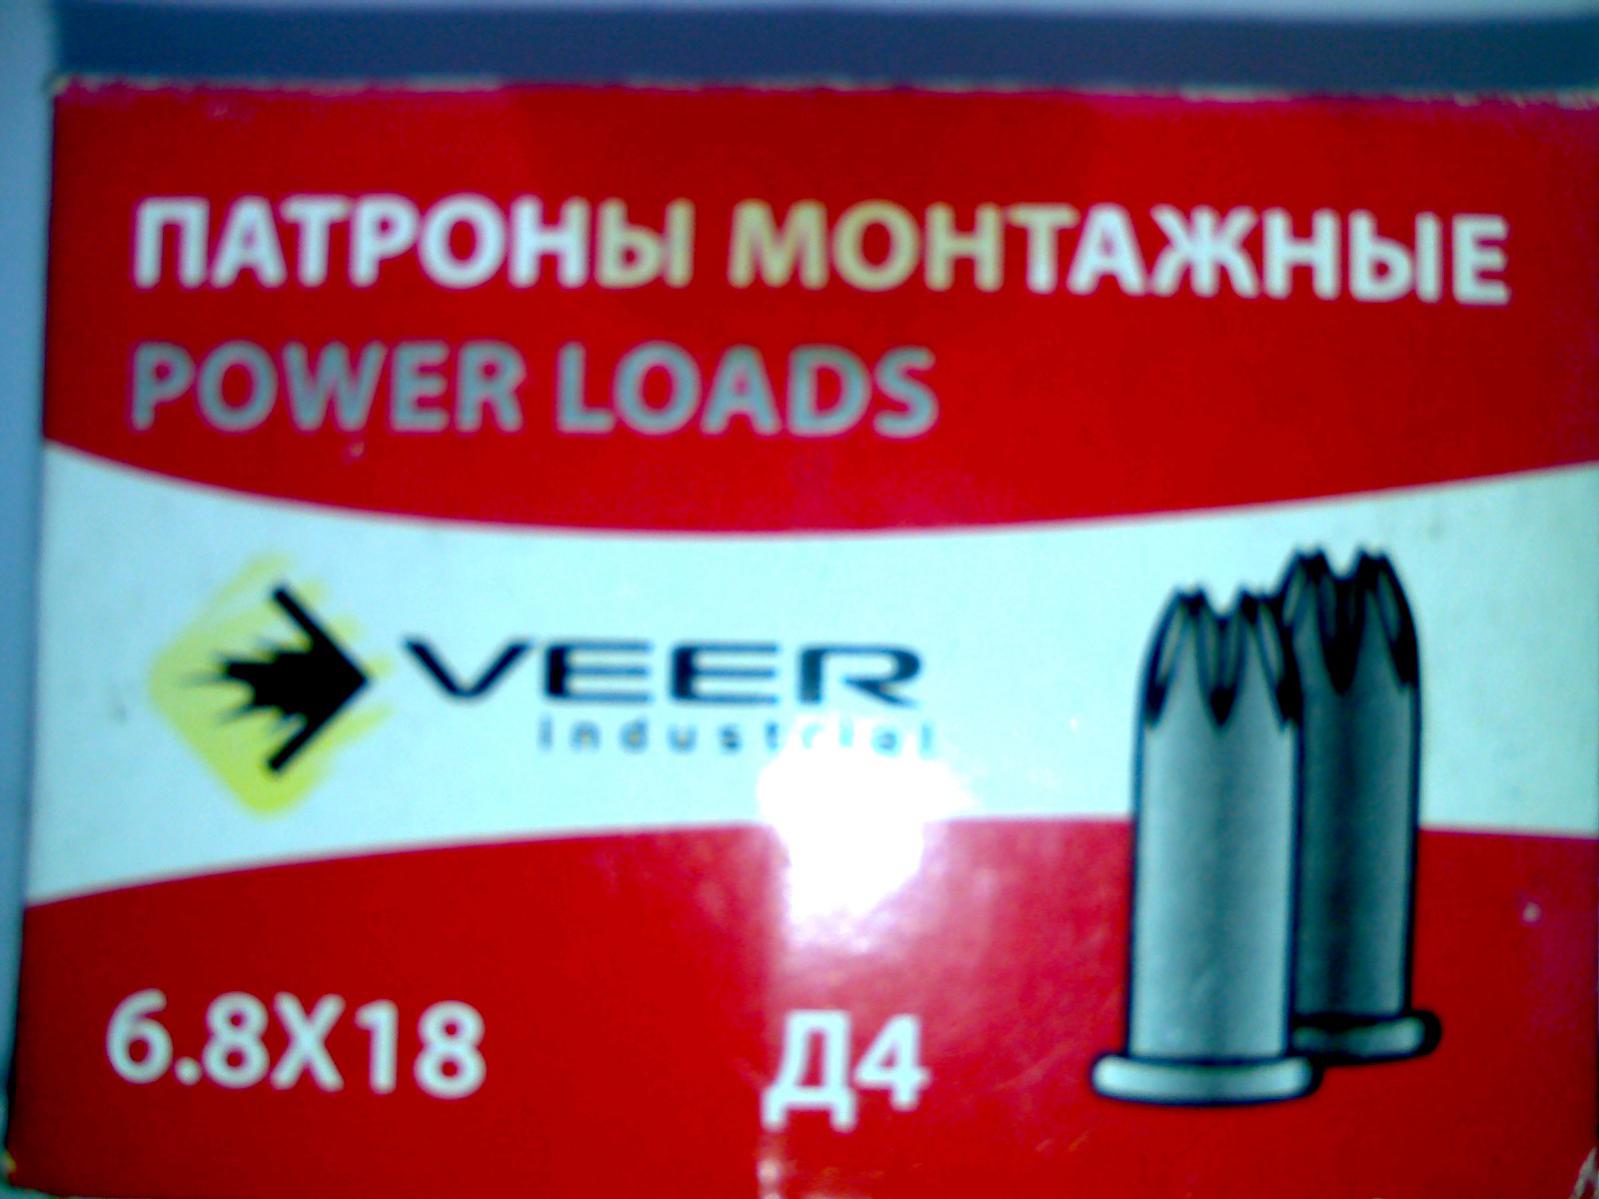 ПАТРОНЫ МОНТАЖНЫЕ
POWER LOADS
VEER
industrial
6.8X18 Д4